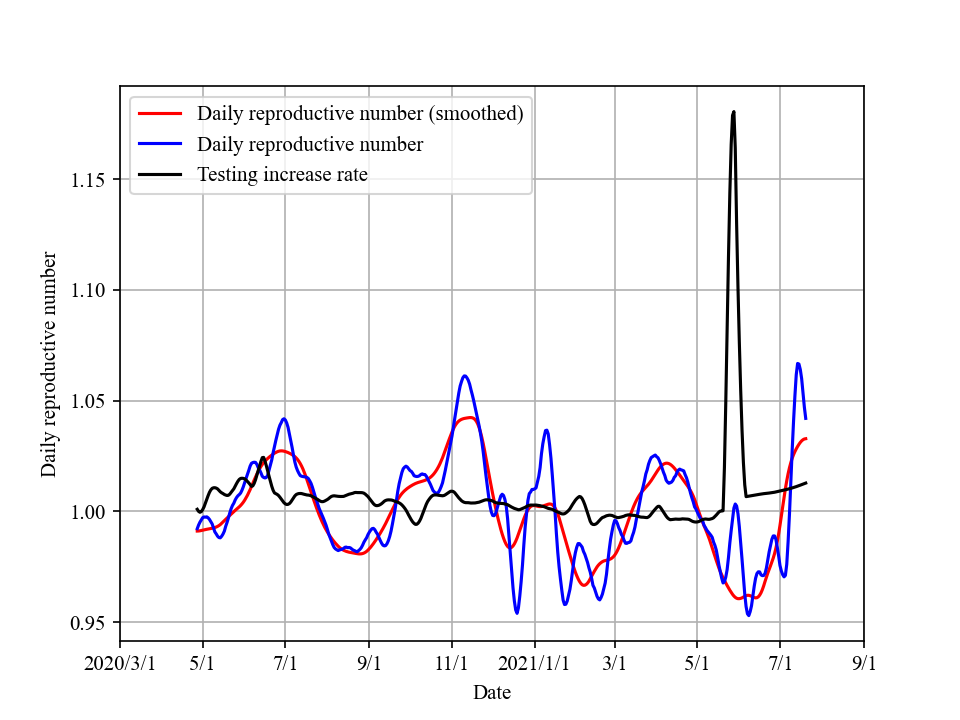 Daily reproductive number (smoothed)
Daily reproductive number
Testing increase rate
Daily reproductive number
1.15
1.10
1.05
1.00
0.95
2020/3/1 5/1 7/1 9/1 11/1 2021/1/1 3/1 5/1 7/1 9/1
Date